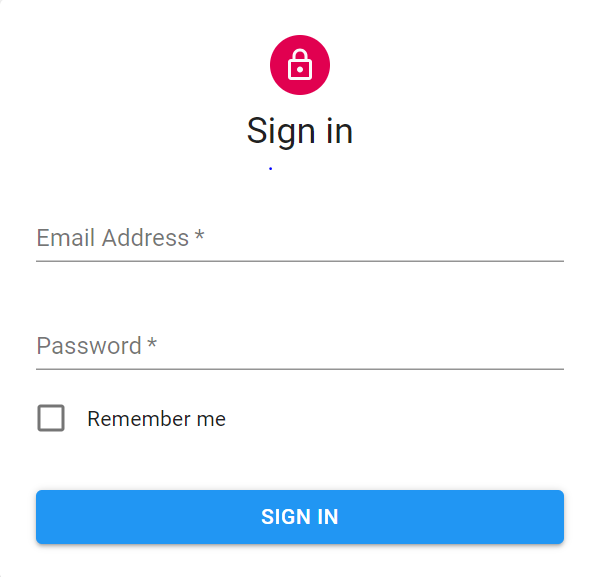 Sign in
Email Address *
Password *
Remember me
SIGN IN